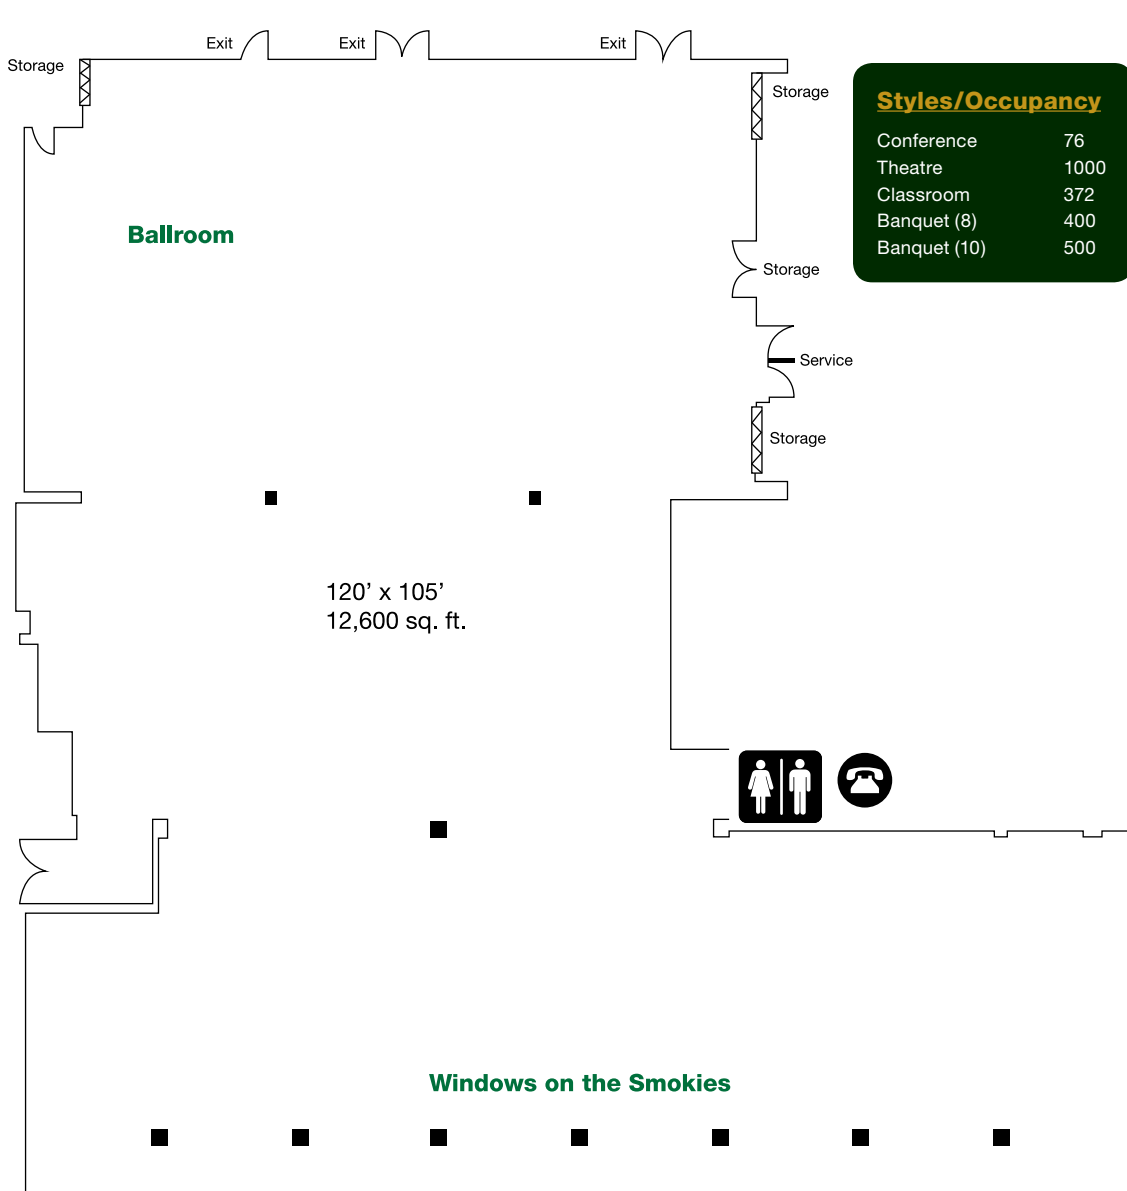 Exit
Exit
Exit
Storage
Storage
Styles/Occupancy
Conference 76
Theatre 1000
Classroom 372
Banquet (8) 400
Banquet (10) 500
Ballroom
Storage
Service
Storage
120’ x 105’
12,600 sq. ft.
Windows on the Smokies